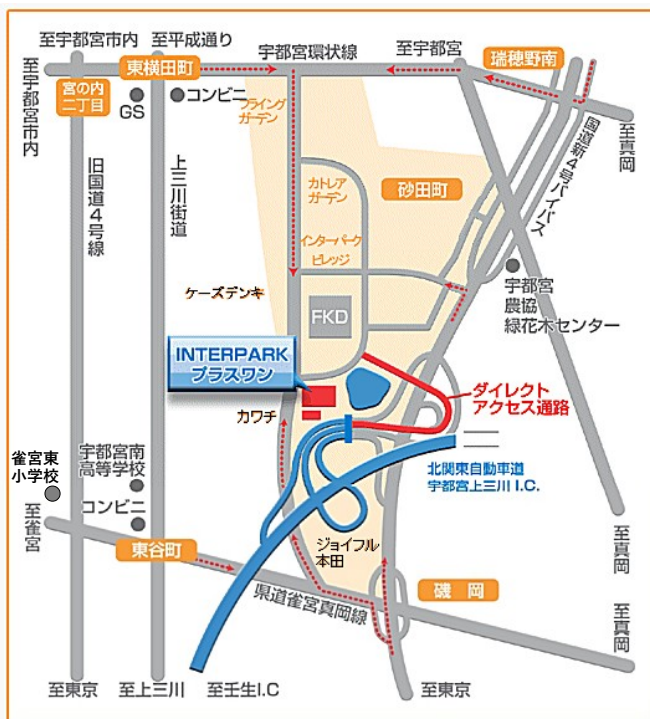 至宇都宮市内
至平成通り
宇都宮環状線
至宇都宮
瑞穂野南
至宇都宮市内
宮の内
二丁目
東横田町
GS
コンビニ
フライング
ガーデン
至真岡
国道新4号バイパス
旧国道4号線
上三川街道
カトレア
ガーデン
砂田町
インターパーク
ビレッジ
ケーズデンキ
FKD
宇都宮
農協
緑花木センター
INTERPARK
プラスワン
カワチ
ダイレクト
アクセス通路
雀宮東
小学校
宇都宮南
高等学校
コンビニ
北関東自動車道
宇都宮上三川 I.C.
至雀宮
東谷町
ジョイフル
本田
県道雀宮真岡線
磯 岡
至真岡
至真岡
至東京
至上三川
至壬生I.C
至東京